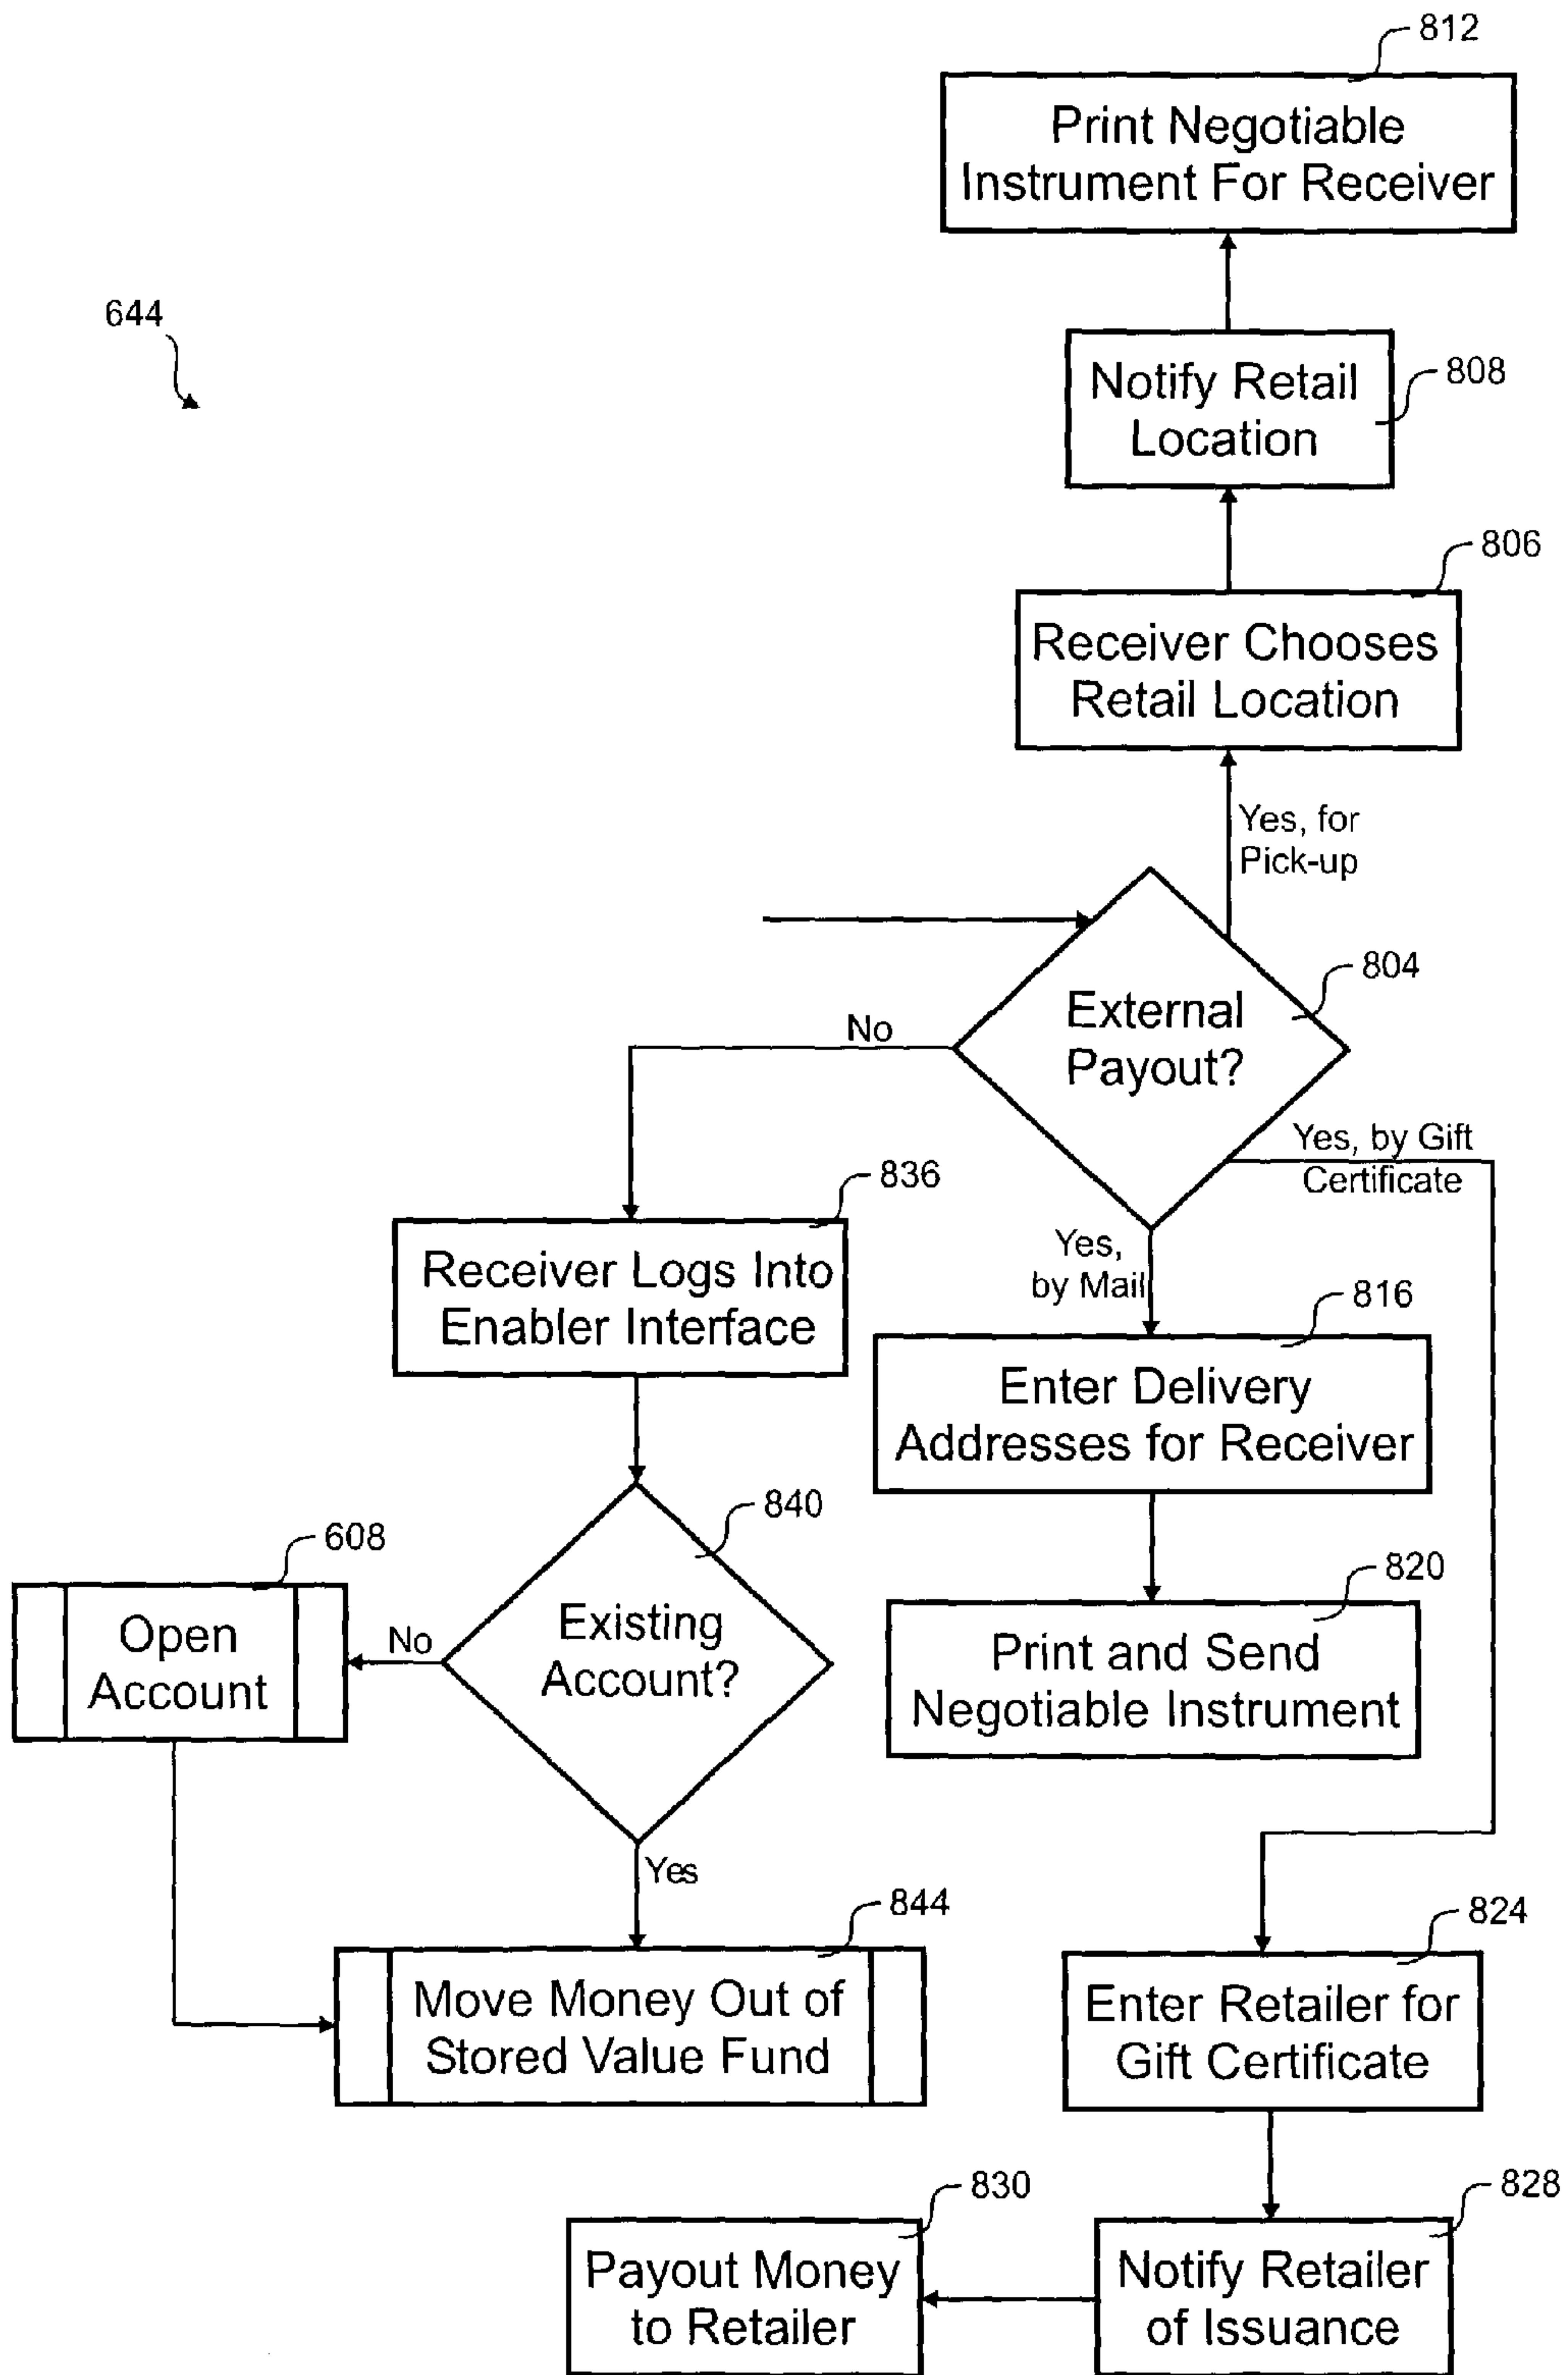 812
Print Negotiable
Instrument For Receiver
644
Notify Retail
Location
808
806
Receiver Chooses
Retail Location
Yes, for
Pick-up
804
External
Payout?
No
Yes, by Gift
Certificate
836
Receiver Logs Into
Enabler Interface
Yes,
by Mail
816
Enter Delivery
Addresses for Receiver
840
608
Existing
Account?
Open
Account
No
820
Print and Send
Negotiable Instrument
Yes
844
Move Money Out of
Stored Value Fund
824
Enter Retailer for
Gift Certificate
830
Payout Money
to Retailer
828
Notify Retailer
of Issuance